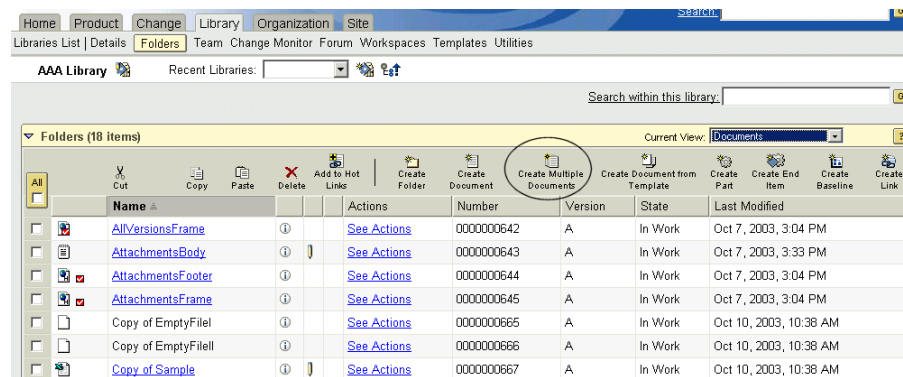 Search:
Home Product Change Library Organization Site
Libraries List | Details Folders Team Change Monitor Forum Workspaces Templates Utilities
AAA Library Recent Libraries:
Search within this library:
Folders (18 items) Current View: Documents
All Cut Copy Paste Delete Add to Hot Links Create Folder Create Document Create Multiple Documents Create Document from Template Create Part Create End Item Create Baseline Create Link
Name Actions Number Version State Last Modified
AllVersionsFrame See Actions 0000000642 A In Work Oct 7, 2003, 3:04 PM
AttachmentsBody See Actions 0000000643 A In Work Oct 7, 2003, 3:33 PM
AttachmentsFooter See Actions 0000000644 A In Work Oct 7, 2003, 3:04 PM
AttachmentsFrame See Actions 0000000645 A In Work Oct 7, 2003, 3:04 PM
Copy of EmptyFileI See Actions 0000000665 A In Work Oct 10, 2003, 10:38 AM
Copy of EmptyFileII See Actions 0000000666 A In Work Oct 10, 2003, 10:38 AM
Copy of Sample See Actions 0000000667 A In Work Oct 10, 2003, 10:38 AM